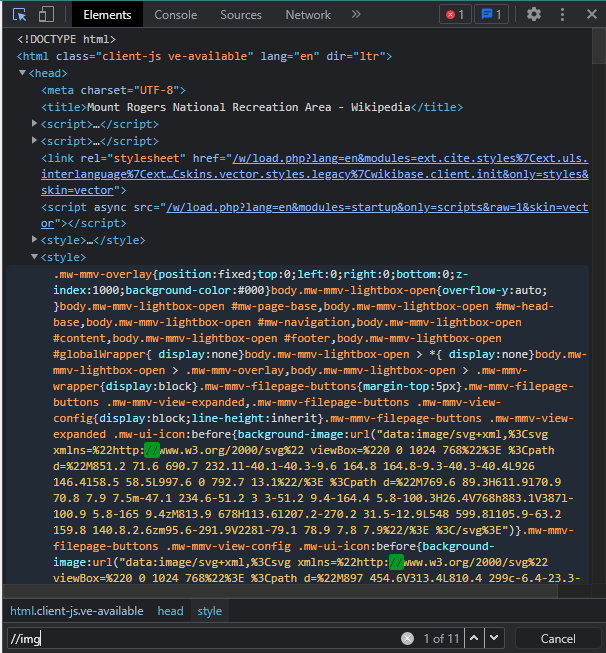 Elements Console Sources Network » 1 1
<!DOCTYPE html>
<html class="client-js ve-available" lang="en" dir="ltr">
<head>
<meta charset="UTF-8">
<title>Mount Rogers National Recreation Area - Wikipedia</title>
<script>…</script>
<script>…</script>
<link rel="stylesheet" href="/w/load.php?lang=en&modules=ext.cite.styles%7Cext.uls.
interlanguage%7Cext…Cskins.vector.styles.legacy%7Cwikibase.client.init&only=styles&
skin=vector">
<script async src="/w/load.php?lang=en&modules=startup&only=scripts&raw=1&skin=vect
or"></script>
<style>…</style>
<style>
.mw-mmv-overlay{position:fixed;top:0;left:0;right:0;bottom:0;z-
index:1000;background-color:#000}body.mw-mmv-lightbox-open{overflow-y:auto;
}body.mw-mmv-lightbox-open #mw-page-base,body.mw-mmv-lightbox-open #mw-head-
base,body.mw-mmv-lightbox-open #mw-navigation,body.mw-mmv-lightbox-open
#content,body.mw-mmv-lightbox-open #footer,body.mw-mmv-lightbox-open
#globalWrapper{ display:none}body.mw-mmv-lightbox-open > *{ display:none}body.mw-
mmv-lightbox-open > .mw-mmv-overlay,body.mw-mmv-lightbox-open > .mw-mmv-
wrapper{display:block}.mw-mmv-filepage-buttons{margin-top:5px}.mw-mmv-filepage-
buttons .mw-mmv-view-expanded,.mw-mmv-filepage-buttons .mw-mmv-view-
config{display:block;line-height:inherit}.mw-mmv-filepage-buttons .mw-mmv-view-
expanded .mw-ui-icon:before{background-image:url("data:image/svg+xml,%3Csvg
xmlns=%22http://www.w3.org/2000/svg%22 viewBox=%220 0 1024 768%22%3E %3Cpath
d=%22M851.2 71.6 690.7 232.1l-40.1-40.3-9.6 164.8 164.8-9.3-40.3-40.4L926
146.4l58.5 58.5L997.6 0 792.7 13.1%22/%3E %3Cpath d=%22M769.6 89.3H611.9l70.9
70.8 7.9 7.5m-47.1 234.6-51.2 3 3-51.2 9.4-164.4 5.8-100.3H26.4V768h883.1V387l-
100.9 5.8-165 9.4zM813.9 678H113.6l207.2-270.2 31.5-12.9L548 599.8l105.9-63.2
159.8 140.8.2.6zm95.6-291.9V228l-79.1 78.9 7.8 7.9%22/%3E %3C/svg%3E")}.mw-mmv-
filepage-buttons .mw-mmv-view-config .mw-ui-icon:before{background-
image:url("data:image/svg+xml,%3Csvg xmlns=%22http://www.w3.org/2000/svg%22
viewBox=%220 0 1024 768%22%3E %3Cpath d=%22M897 454.6V313.4L810.4 299c-6.4-23.3-
html.client-js.ve-available head style
//img 1 of 11 Cancel